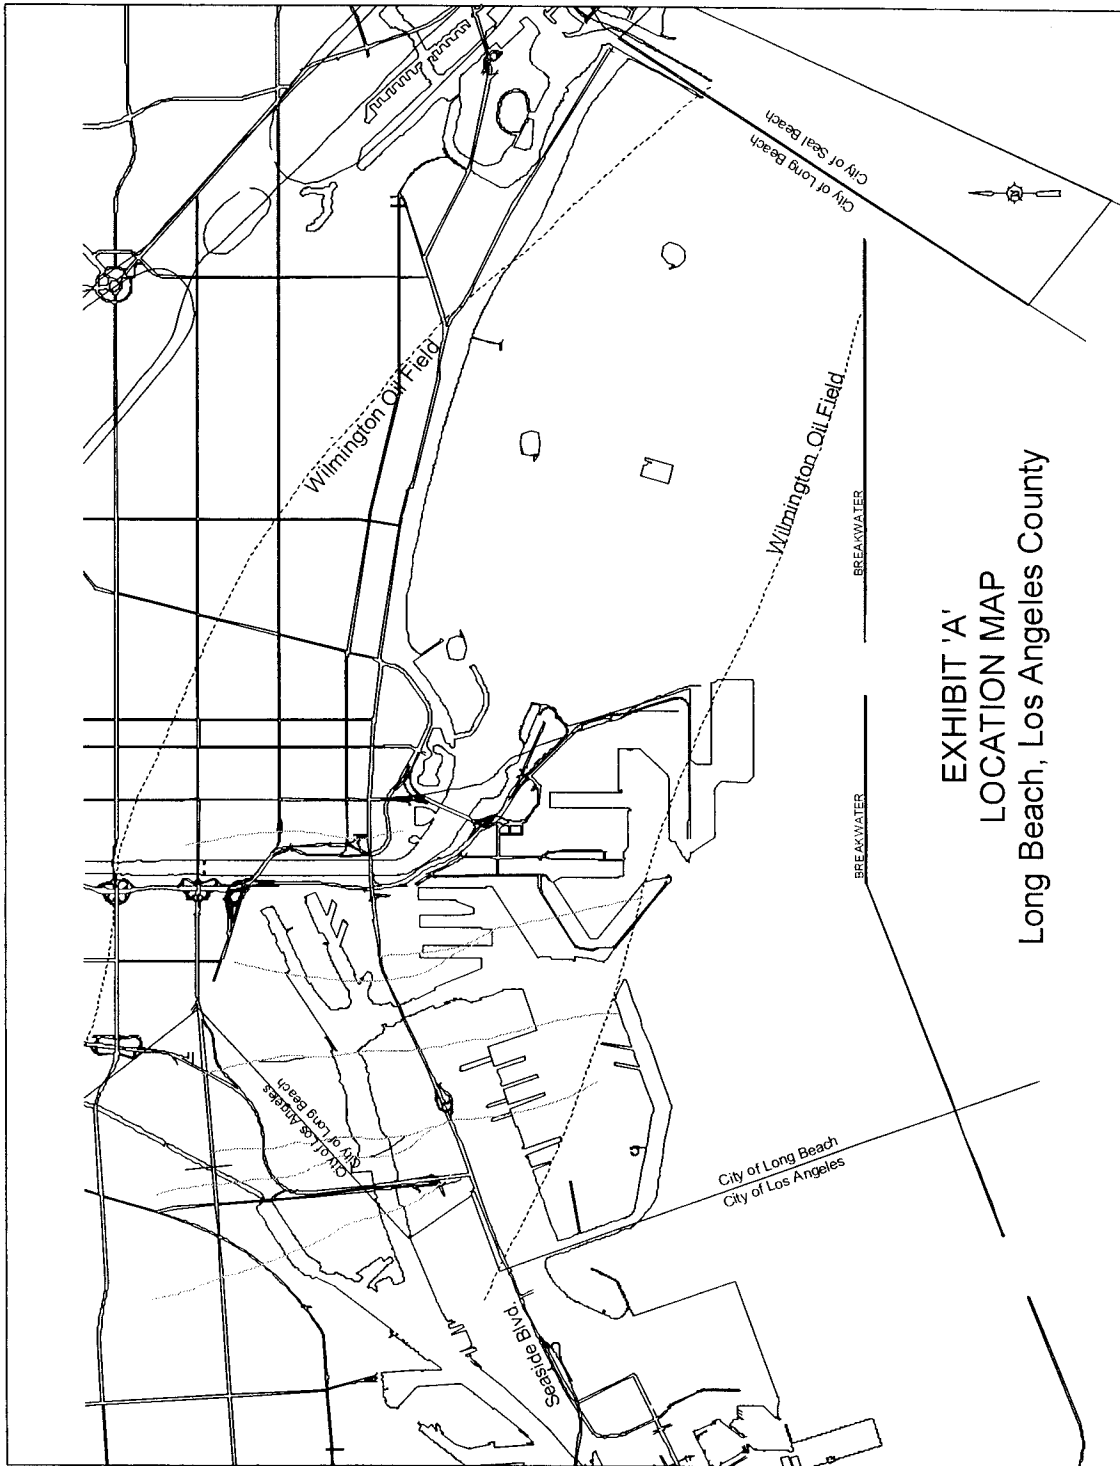 City of Seal Beach
City of Long Beach
Wilmington Oil Field
Wilmington Oil Field
BREAKWATER
BREAKWATER
City of Los Angeles
City of Long Beach
City of Long Beach
City of Los Angeles
Seaside Blvd.
EXHIBIT 'A'
LOCATION MAP
Long Beach, Los Angeles County